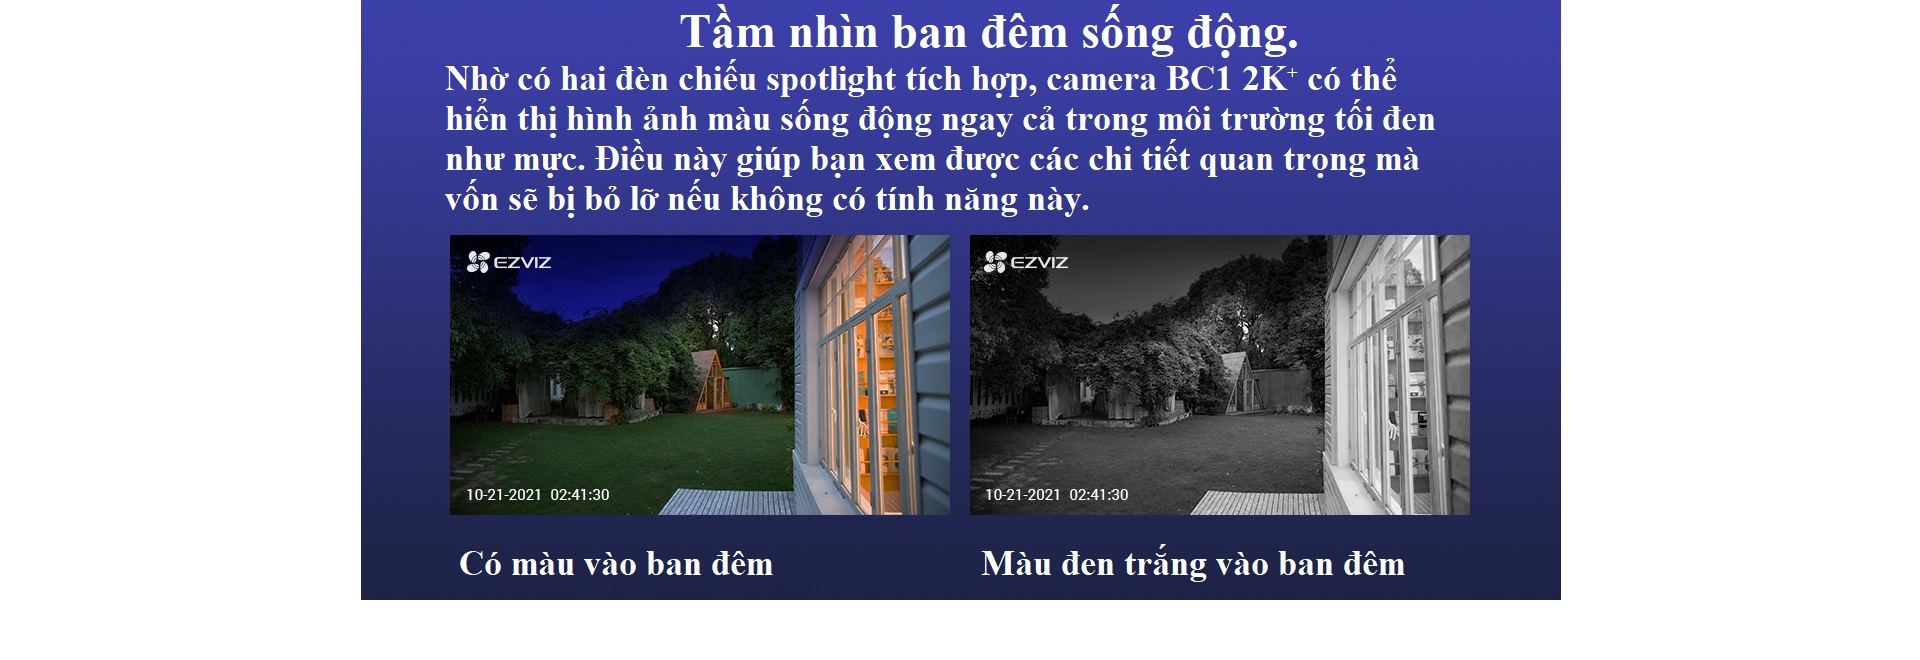 Tầm nhìn ban đêm sống động.
Nhờ có hai đèn chiếu spotlight tích hợp, camera BC1 2K⁺ có thể
hiển thị hình ảnh màu sống động ngay cả trong môi trường tối đen
như mực. Điều này giúp bạn xem được các chi tiết quan trọng mà
vốn sẽ bị bỏ lỡ nếu không có tính năng này.
EZVIZ
10-21-2021 02:41:30
EZVIZ
10-21-2021 02:41:30
Có màu vào ban đêm
Màu đen trắng vào ban đêm